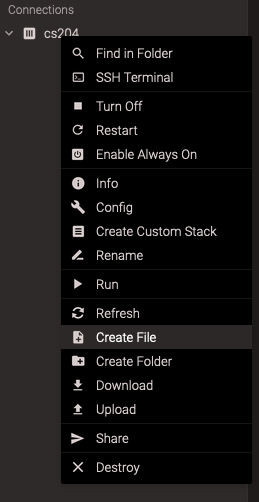 Connections
cs204
Find in Folder
SSH Terminal
Turn Off
Restart
Enable Always On
Info
Config
Create Custom Stack
Rename
Run
Refresh
Create File
Create Folder
Download
Upload
Share
Destroy